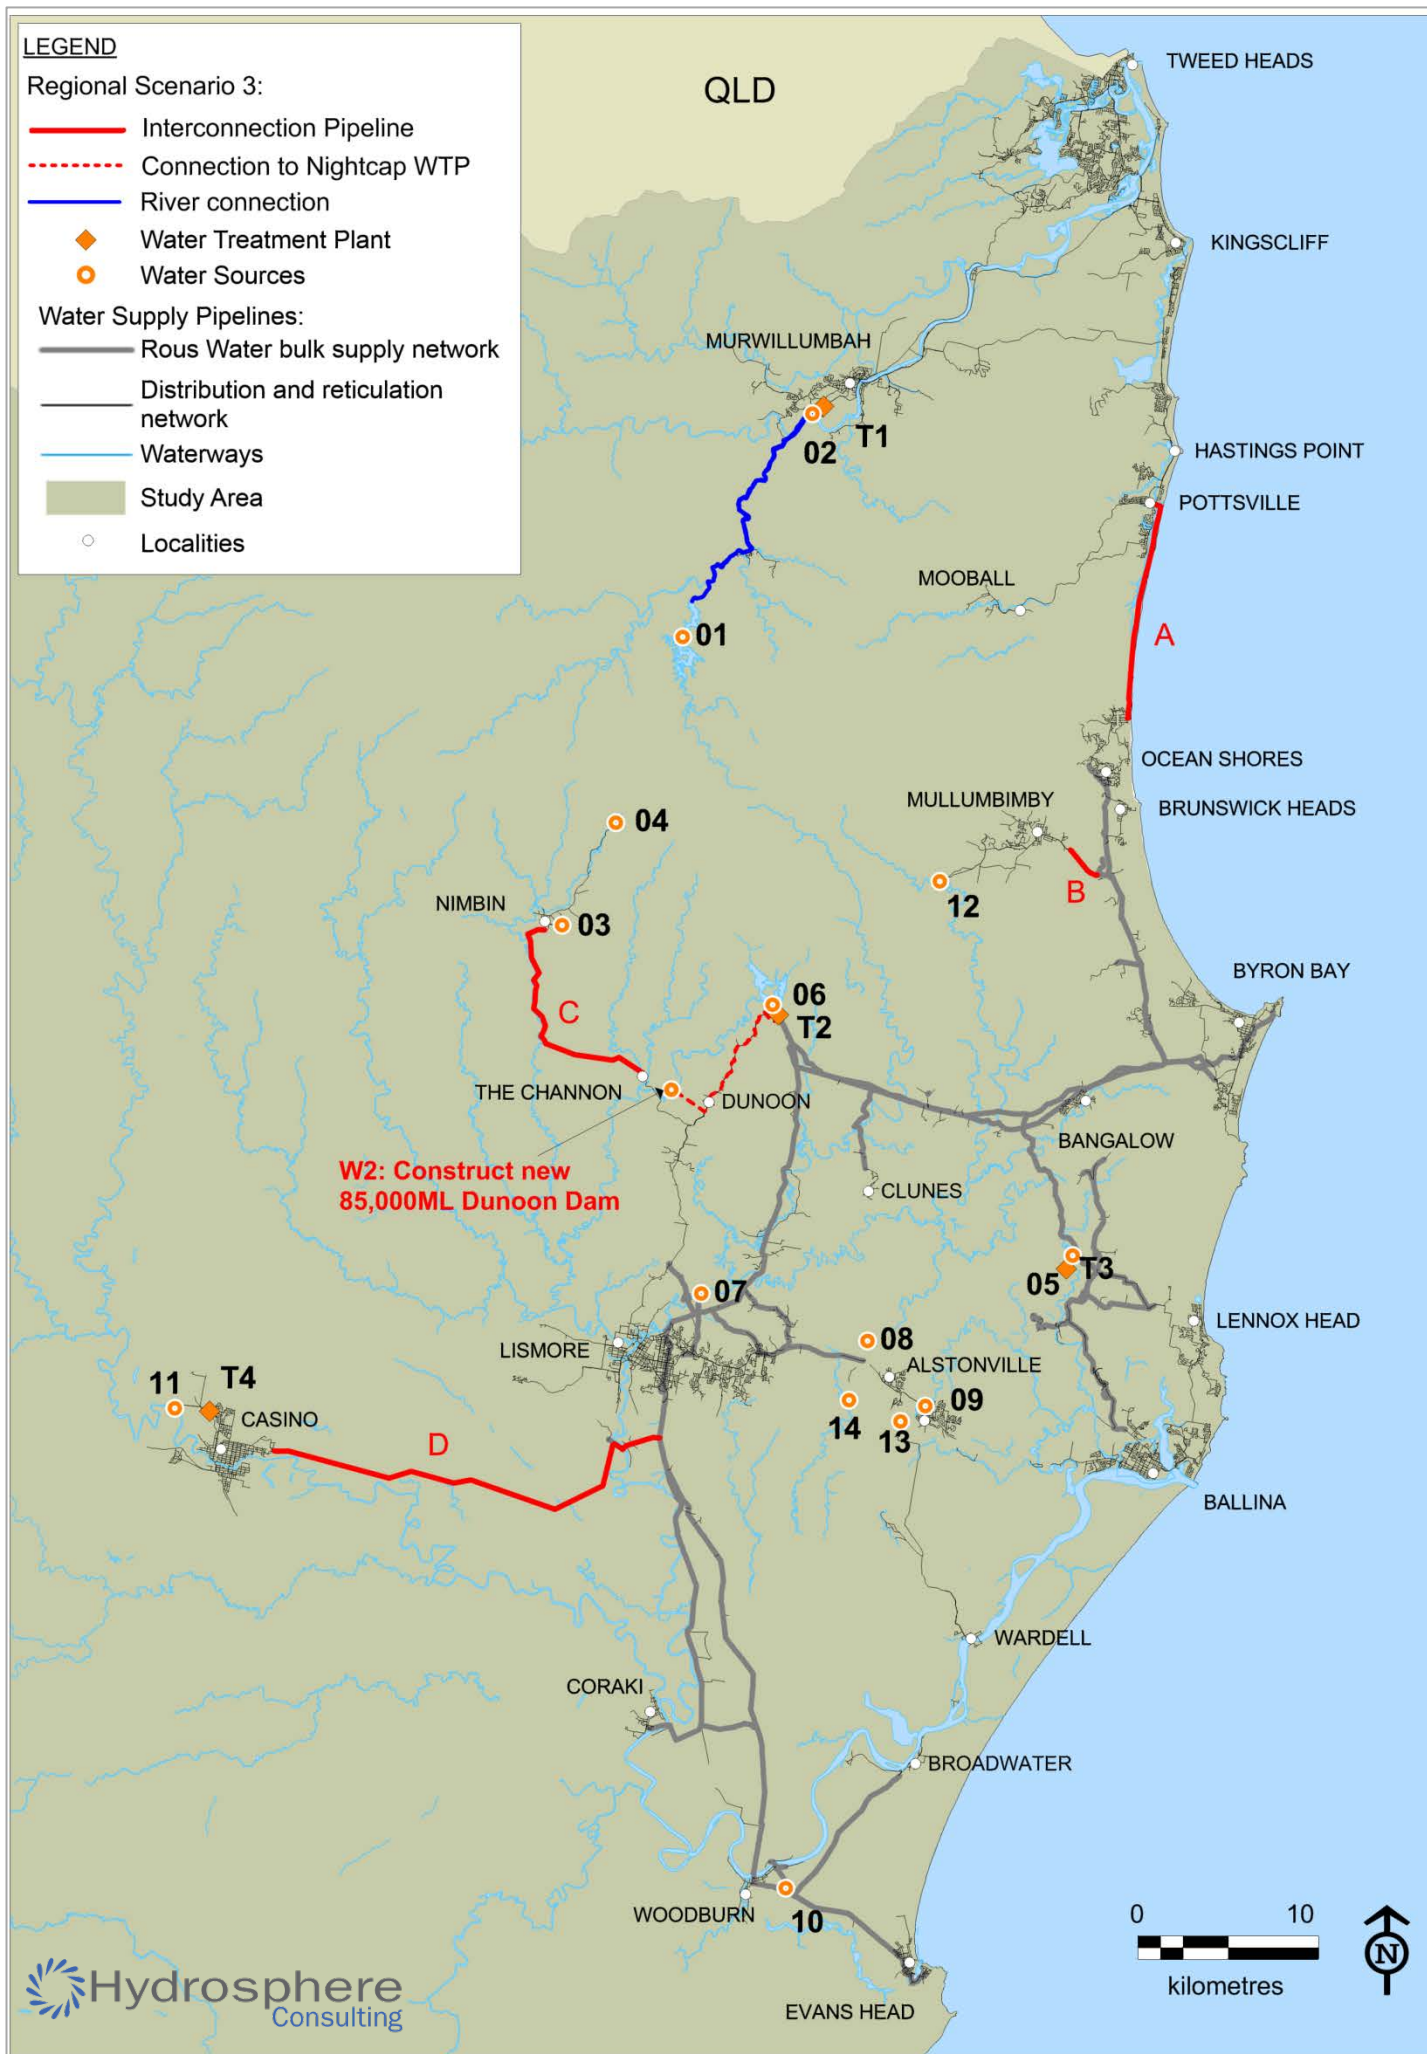 LEGEND
Regional Scenario 3:
Interconnection Pipeline
Connection to Nightcap WTP
River connection
Water Treatment Plant
Water Sources
Water Supply Pipelines:
Rous Water bulk supply network
Distribution and reticulation
network
Waterways
Study Area
Localities
QLD
TWEED HEADS
KINGSCLIFF
MURWILLUMBAH
T1
02
HASTINGS POINT
POTTSVILLE
MOOBALL
A
01
OCEAN SHORES
BRUNSWICK HEADS
MULLUMBIMBY
04
B
12
NIMBIN
03
BYRON BAY
06
T2
C
THE CHANNON
DUNOON
BANGALOW
W2: Construct new
85,000ML Dunoon Dam
CLUNES
T3
05
07
LENNOX HEAD
08
LISMORE
ALSTONVILLE
11
T4
09
CASINO
14
13
D
BALLINA
WARDELL
CORAKI
BROADWATER
WOODBURN
10
EVANS HEAD
0
10
kilometres
N
Hydrosphere
Consulting